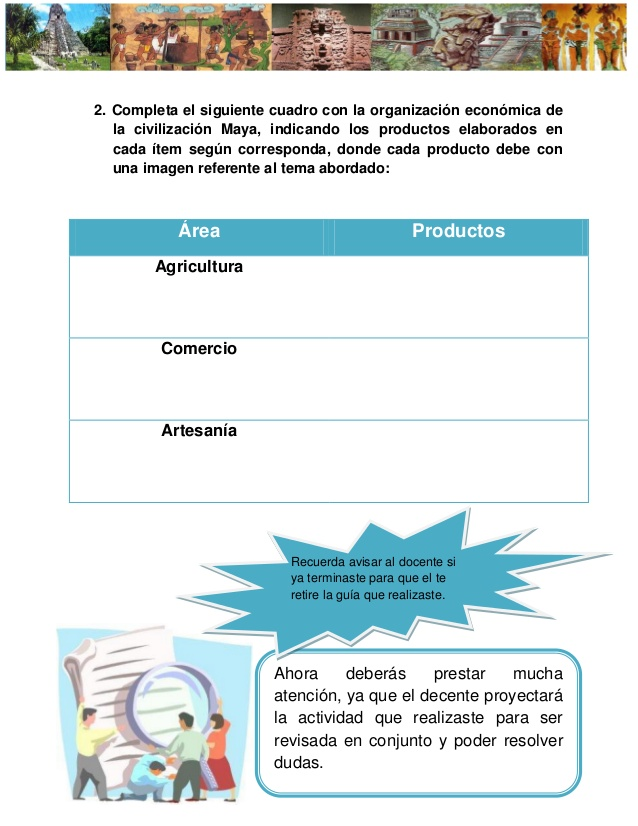 2. Completa el siguiente cuadro con la organización económica de
la civilización Maya, indicando los productos elaborados en
cada ítem según corresponda, donde cada producto debe con
una imagen referente al tema abordado:
Área Productos
Agricultura
Comercio
Artesanía
Recuerda avisar al docente si
ya terminaste para que el te
retire la guía que realizaste.
Ahora deberás prestar mucha
atención, ya que el decente proyectará
la actividad que realizaste para ser
revisada en conjunto y poder resolver
dudas.